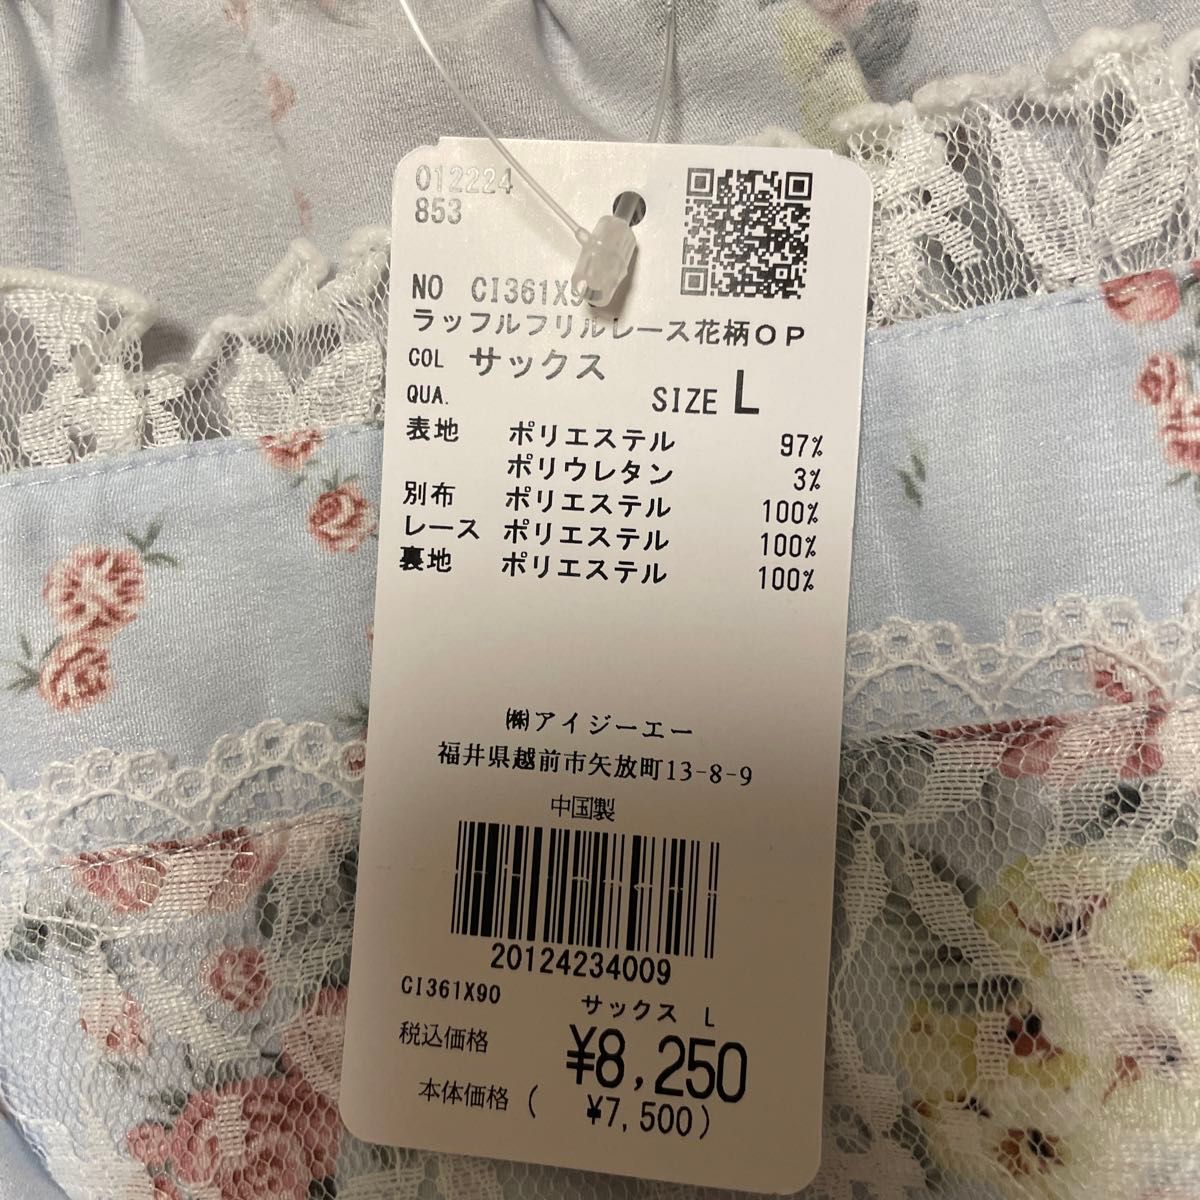 012224
853
NO CI361X90
ラッフルフリルレース花柄OP
COL サックス
QUA. SIZE L
表地 ポリエステル 97%
ポリウレタン 3%
別布 ポリエステル 100%
レース ポリエステル 100%
裏地 ポリエステル 100%
㈱アイジーエー
福井県越前市矢放町13-8-9
中国製
20124234009
CI361X90 サックス L
税込価格 ¥8,250
本体価格( ¥7,500)